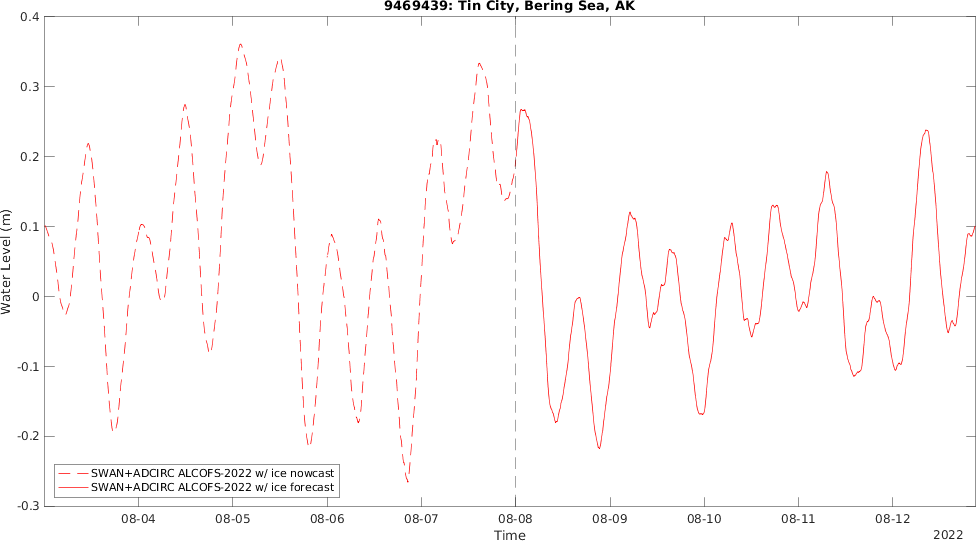 9469439: Tin City, Bering Sea, AK
0.4
0.3
0.2
0.1
0
-0.1
-0.2
-0.3
Water Level (m)
SWAN+ADCIRC ALCOFS-2022 w/ ice nowcast
SWAN+ADCIRC ALCOFS-2022 w/ ice forecast
08-04 08-05 08-06 08-07 08-08 08-09 08-10 08-11 08-12
Time
2022